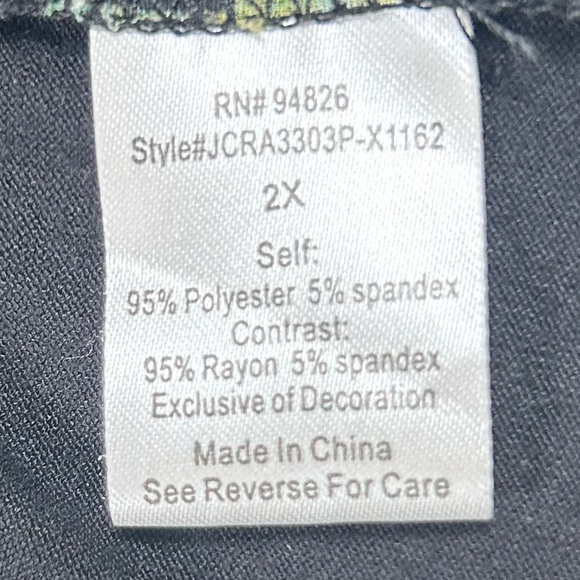 RN# 94826
Style#JCRA3303P-X1162
2X
Self:
95% Polyester 5% spandex
Contrast:
95% Rayon 5% spandex
Exclusive of Decoration
Made In China
See Reverse For Care